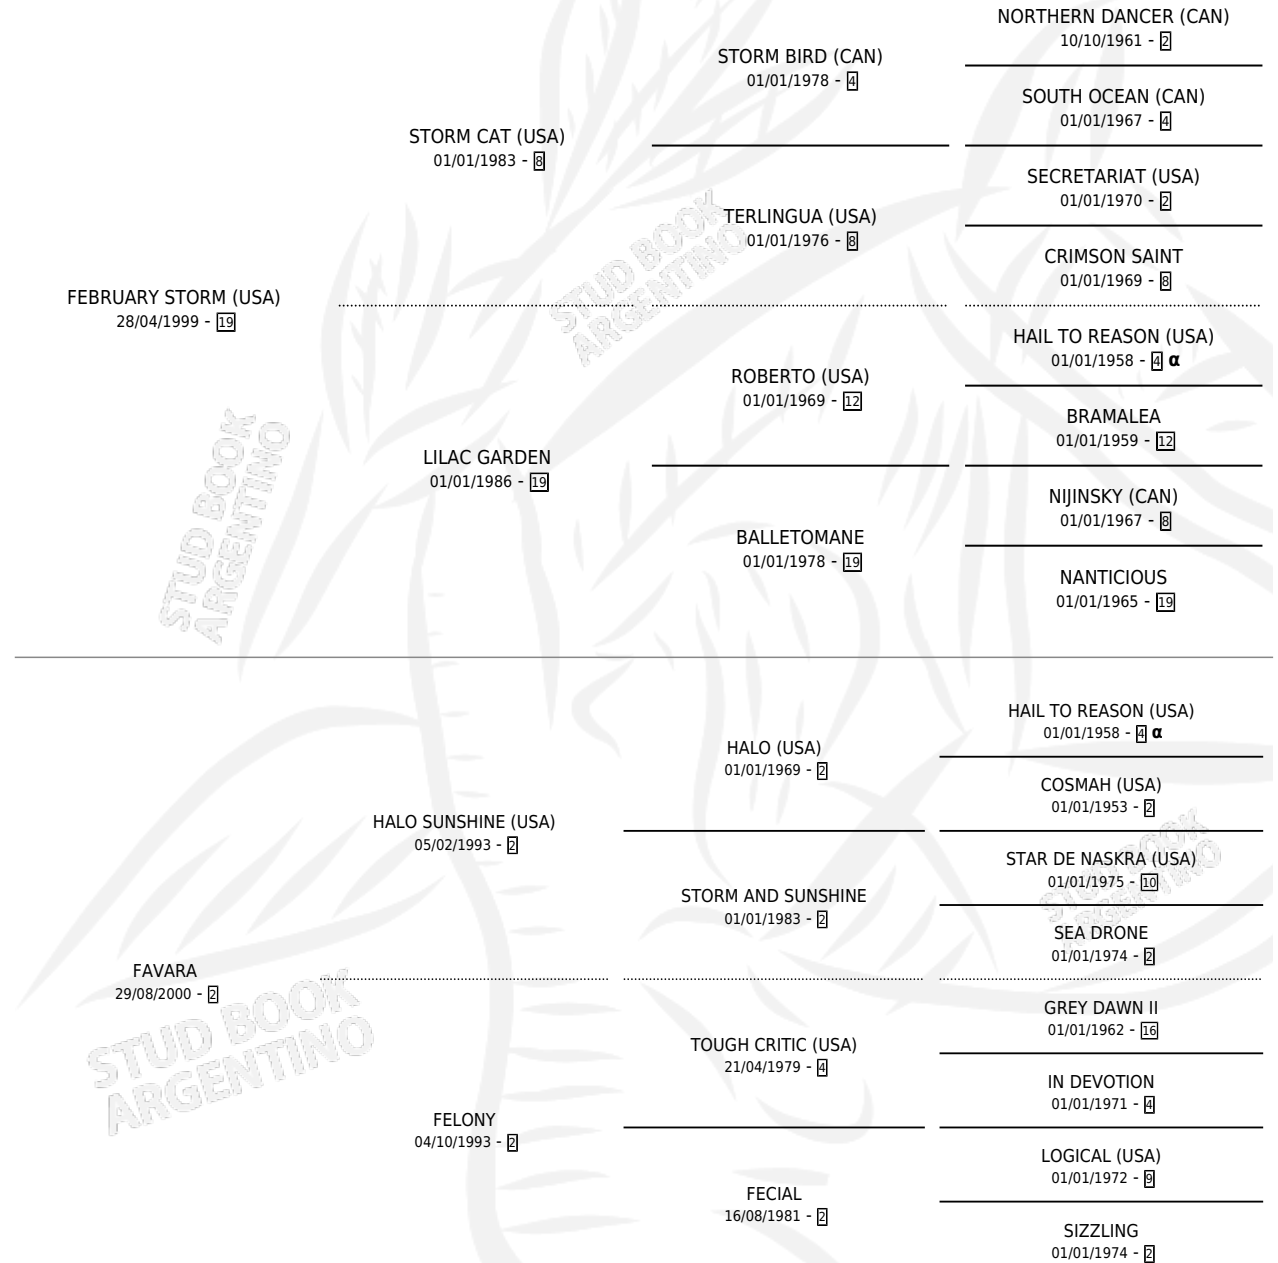 NORTHERN DANCER (CAN)
10/10/1961 - 2
STORM BIRD (CAN)
01/01/1978 - 4
SOUTH OCEAN (CAN)
01/01/1967 - 4
STORM CAT (USA)
01/01/1983 - 8
SECRETARIAT (USA)
01/01/1970 - 2
TERLINGUA (USA)
01/01/1976 - 8
CRIMSON SAINT
01/01/1969 - 8
FEBRUARY STORM (USA)
28/04/1999 - 19
HAIL TO REASON (USA)
01/01/1958 - 4 α
ROBERTO (USA)
01/01/1969 - 12
BRAMALEA
01/01/1959 - 12
LILAC GARDEN
01/01/1986 - 19
NIJINSKY (CAN)
01/01/1967 - 8
BALLETOMANE
01/01/1978 - 19
NANTICIOUS
01/01/1965 - 19
HAIL TO REASON (USA)
01/01/1958 - 4 α
HALO (USA)
01/01/1969 - 2
COSMAH (USA)
01/01/1953 - 2
HALO SUNSHINE (USA)
05/02/1993 - 2
STAR DE NASKRA (USA)
01/01/1975 - 10
STORM AND SUNSHINE
01/01/1983 - 2
SEA DRONE
01/01/1974 - 2
FAVARA
29/08/2000 - 2
GREY DAWN II
01/01/1962 - 16
TOUGH CRITIC (USA)
21/04/1979 - 4
IN DEVOTION
01/01/1971 - 4
FELONY
04/10/1993 - 2
LOGICAL (USA)
01/01/1972 - 9
FECIAL
16/08/1981 - 2
SIZZLING
01/01/1974 - 2
STUD BOOK
ARGENTINO
STUD BOOK
ARGENTINO
STUD BOOK
ARGENTINO
STUD BOOK
ARGENTINO